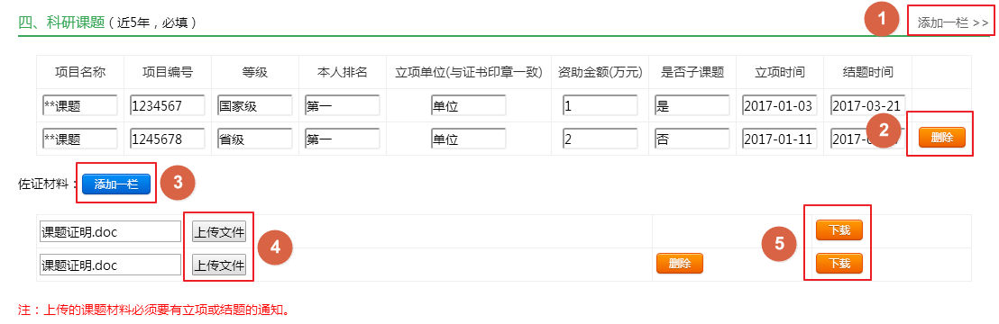 四、科研课题（近5年，必填） 1 添加一栏 >>
项目名称 项目编号 等级 本人排名 立项单位(与证书印章一致) 资助金额(万元) 是否子课题 立项时间 结题时间
**课题 1234567 国家级 第一 单位 1 是 2017-01-03 2017-03-21
**课题 1245678 省级 第一 单位 2 否 2017-01-11 2 删除
佐证材料： 添加一栏 3
课题证明.doc 上传文件 4 5 下载
课题证明.doc 上传文件 删除 下载
注：上传的课题材料必须要有立项或结题的通知。